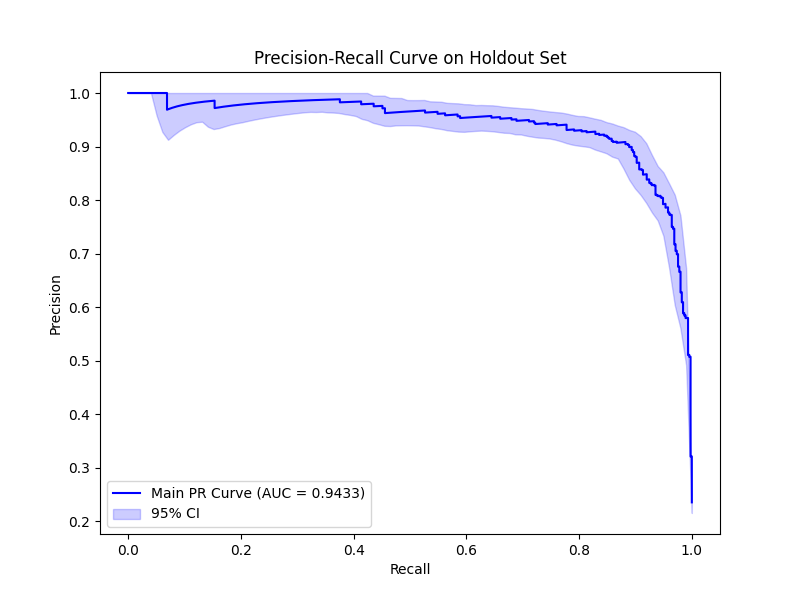 Precision-Recall Curve on Holdout Set
1.0
0.9
0.8
0.7
0.6
0.5
0.4
0.3
0.2
Precision
Main PR Curve (AUC = 0.9433)
95% CI
0.0 0.2 0.4 0.6 0.8 1.0
Recall